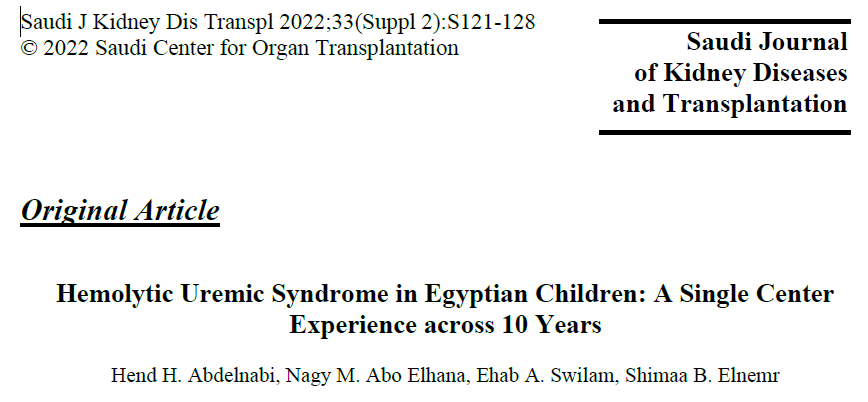 Saudi J Kidney Dis Transpl 2022;33(Suppl 2):S121-128
© 2022 Saudi Center for Organ Transplantation
Saudi Journal
of Kidney Diseases
and Transplantation
Original Article
Hemolytic Uremic Syndrome in Egyptian Children: A Single Center
Experience across 10 Years
Hend H. Abdelnabi, Nagy M. Abo Elhana, Ehab A. Swilam, Shimaa B. Elnemr